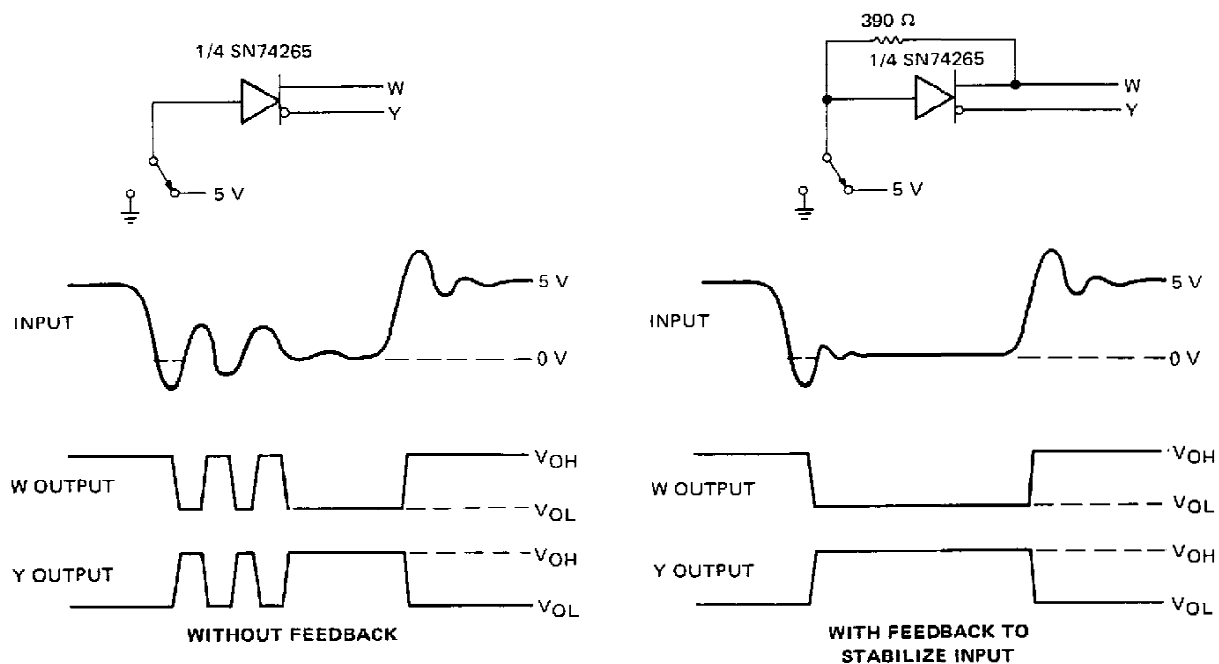 1/4 SN74265
W
Y
5 V
INPUT
5 V
0 V
W OUTPUT
VOH
VOL
Y OUTPUT
VOH
VOL
WITHOUT FEEDBACK
390 Ω
1/4 SN74265
W
Y
5 V
INPUT
5 V
0 V
W OUTPUT
VOH
VOL
Y OUTPUT
VOH
VOL
WITH FEEDBACK TO
STABILIZE INPUT